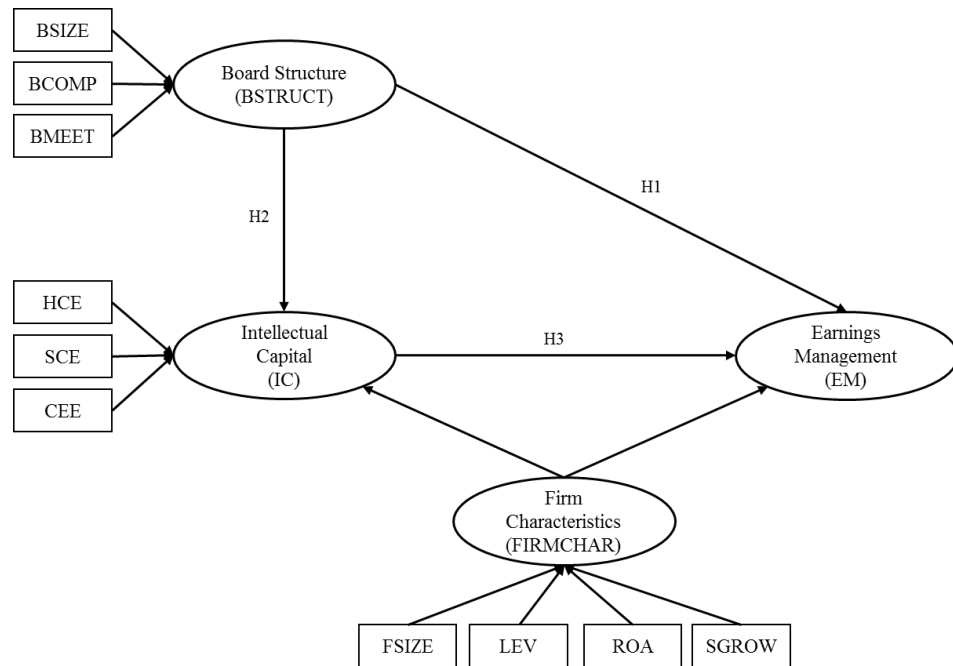 BSIZE
BCOMP
BMEET
Board Structure
(BSTRUCT)
H1
H2
HCE
SCE
CEE
Intellectual
Capital
(IC)
H3
Earnings
Management
(EM)
Firm
Characteristics
(FIRMCHAR)
FSIZE
LEV
ROA
SGROW